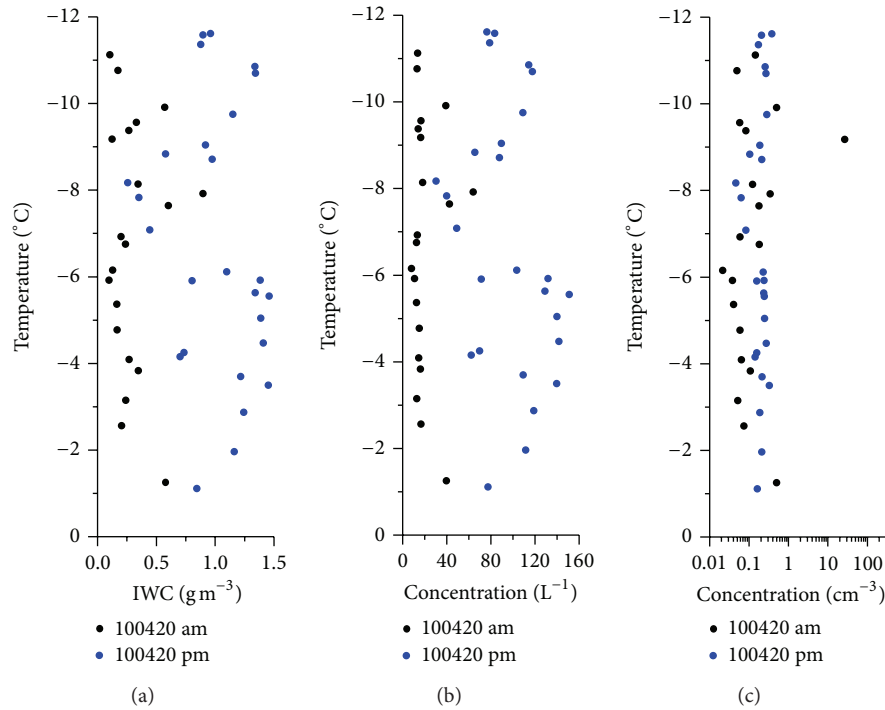 −12
−10
−8
−6
−4
−2
0
Temperature (°C)
0.0 0.5 1.0 1.5
IWC (g m−3)
100420 am
100420 pm
(a)
−12
−10
−8
−6
−4
−2
0
Temperature (°C)
0 40 80 120 160
Concentration (L−1)
100420 am
100420 pm
(b)
−12
−10
−8
−6
−4
−2
0
Temperature (°C)
0.01 0.1 1 10 100
Concentration (cm−3)
100420 am
100420 pm
(c)